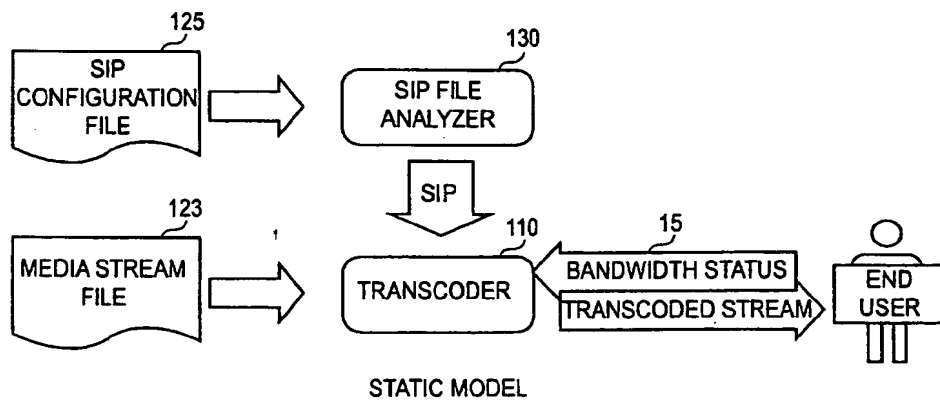 125
SIP
CONFIGURATION
FILE
130
SIP FILE
ANALYZER
SIP
123
MEDIA STREAM
FILE
110
TRANSCODER
15
BANDWIDTH STATUS
TRANSCODED STREAM
END
USER
STATIC MODEL